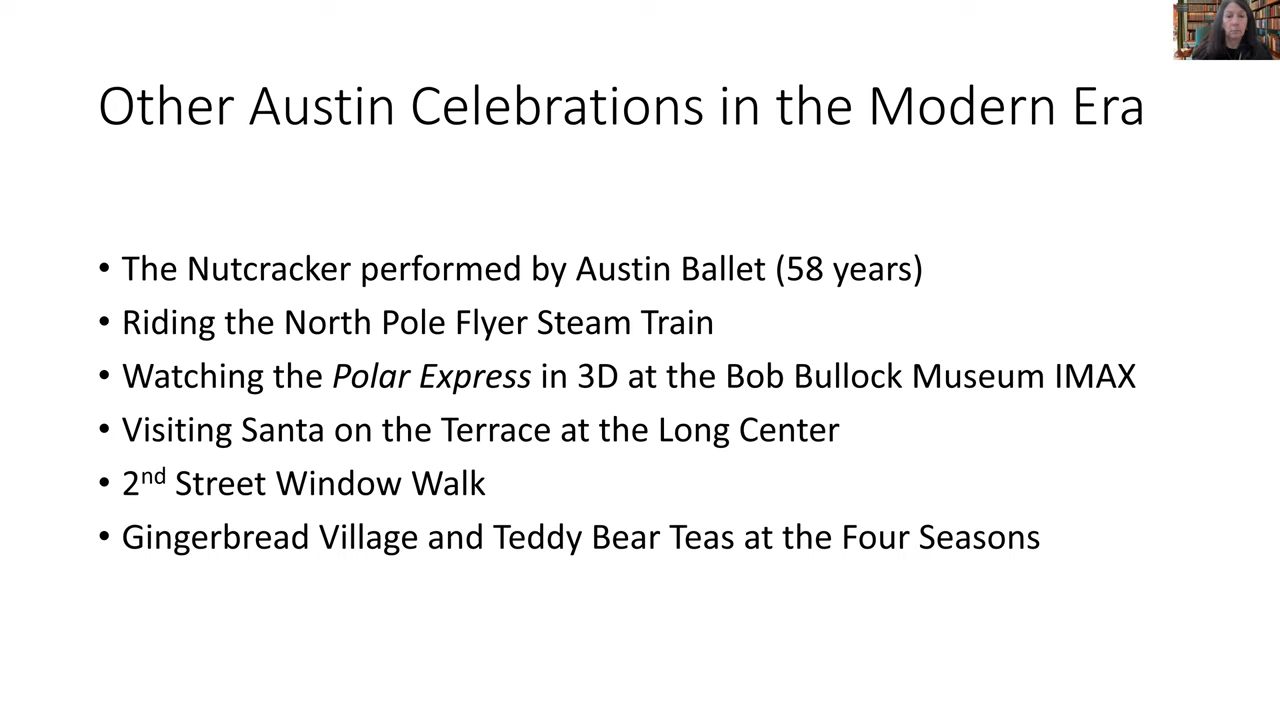 Other Austin Celebrations in the Modern Era
• The Nutcracker performed by Austin Ballet (58 years)
• Riding the North Pole Flyer Steam Train
• Watching the Polar Express in 3D at the Bob Bullock Museum IMAX
• Visiting Santa on the Terrace at the Long Center
• 2nd Street Window Walk
• Gingerbread Village and Teddy Bear Teas at the Four Seasons